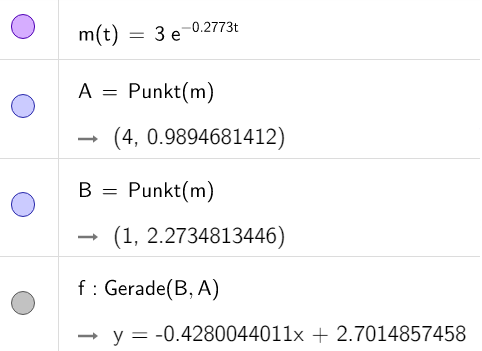 m(t) = 3 e^{-0.2773t}
A = Punkt(m)
→ (4, 0.9894681412)
B = Punkt(m)
→ (1, 2.2734813446)
f : Gerade(B, A)
→ y = -0.4280044011x + 2.7014857458